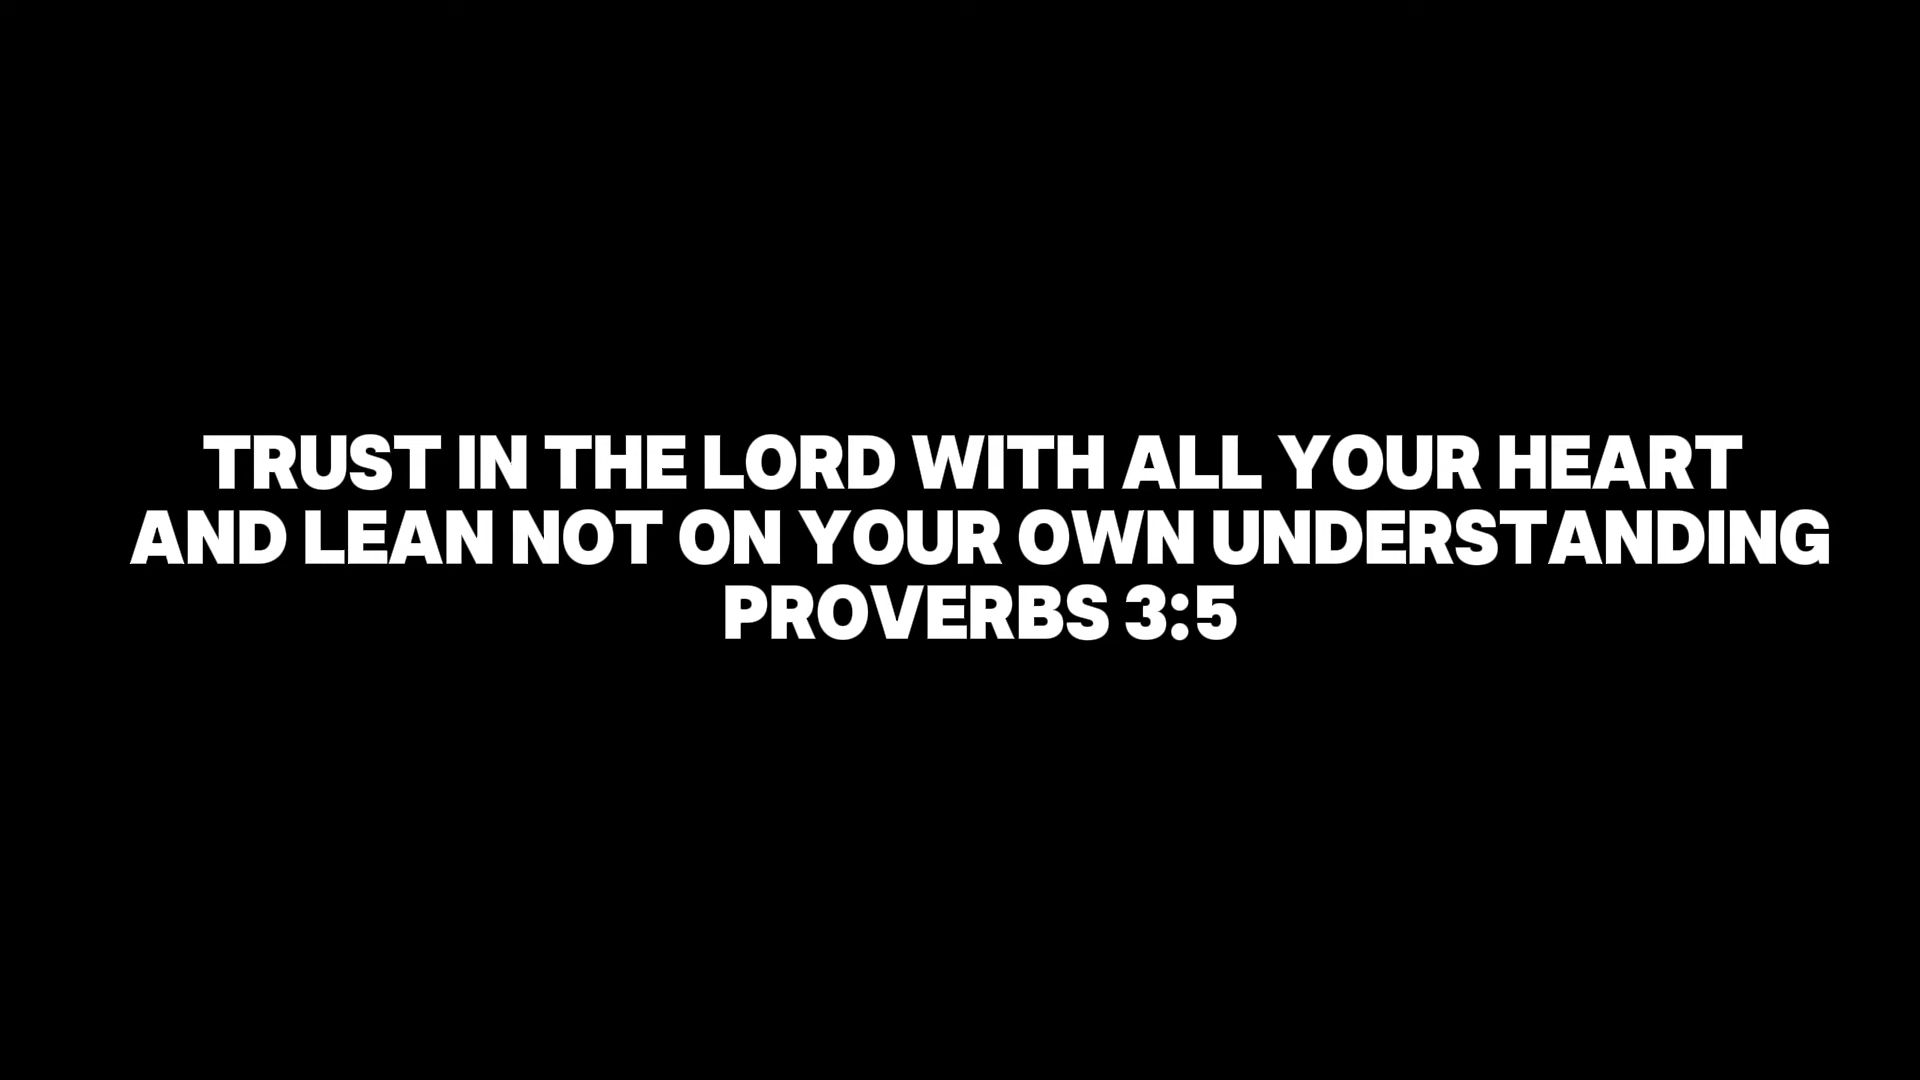 TRUST IN THE LORD WITH ALL YOUR HEART
AND LEAN NOT ON YOUR OWN UNDERSTANDING
PROVERBS 3:5